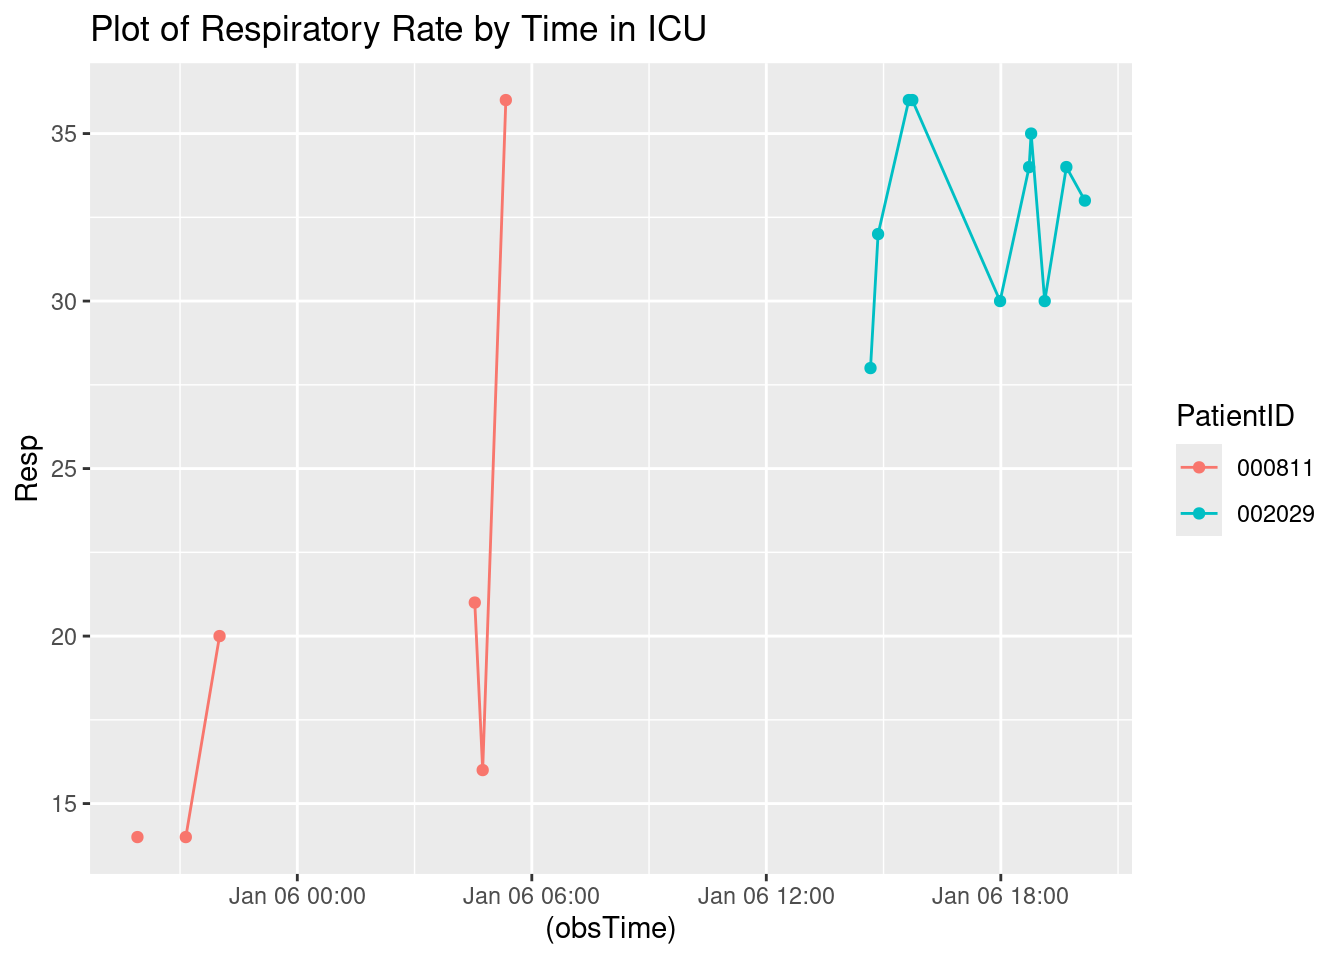 Plot of Respiratory Rate by Time in ICU
35
30
25
20
15
Resp
Jan 06 00:00
Jan 06 06:00
Jan 06 12:00
Jan 06 18:00
(obsTime)
PatientID
000811
002029